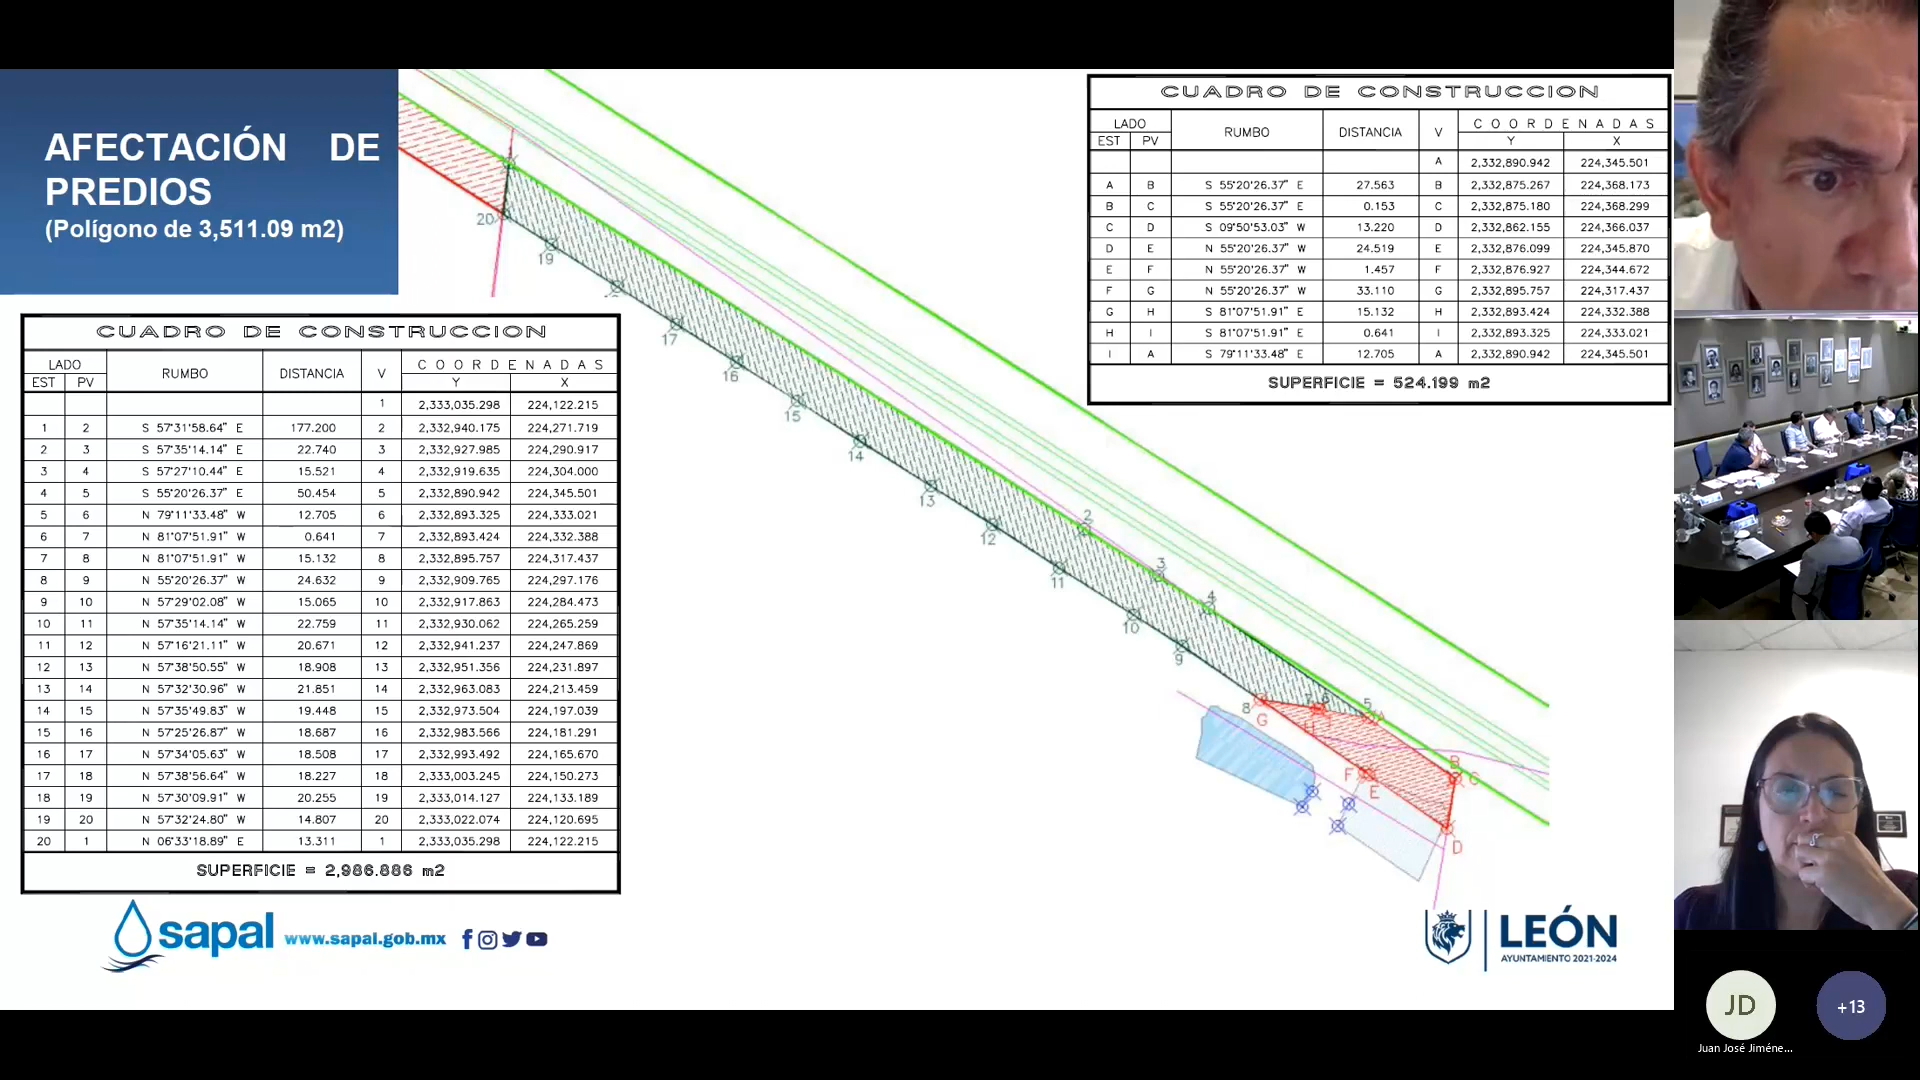 AFECTACIÓN DE
PREDIOS
(Polígono de 3,511.09 m2)
CUADRO DE CONSTRUCCION
LADO RUMBO DISTANCIA V COORDENADAS
EST PV Y X
1 2,333,035.298 224,122.215
1 2 S 57°31'58.64" E 177.200 2 2,332,940.175 224,271.719
2 3 S 57°35'14.14" E 22.740 3 2,332,927.985 224,290.917
3 4 S 57°27'10.44" E 15.521 4 2,332,919.635 224,304.000
4 5 S 55°20'26.37" E 50.454 5 2,332,890.942 224,345.501
5 6 N 79°11'33.48" W 12.705 6 2,332,893.325 224,333.021
6 7 N 81°07'51.91" W 0.641 7 2,332,893.424 224,332.388
7 8 N 81°07'51.91" W 15.132 8 2,332,895.757 224,317.437
8 9 N 55°20'26.37" W 24.632 9 2,332,909.765 224,297.176
9 10 N 57°29'02.08" W 15.065 10 2,332,917.863 224,284.473
10 11 N 57°35'14.14" W 22.759 11 2,332,930.062 224,265.259
11 12 N 57°16'21.11" W 20.671 12 2,332,941.237 224,247.869
12 13 N 57°38'50.55" W 18.908 13 2,332,951.356 224,231.897
13 14 N 57°32'30.96" W 21.851 14 2,332,963.083 224,213.459
14 15 N 57°35'49.83" W 19.448 15 2,332,973.504 224,197.039
15 16 N 57°25'26.87" W 18.687 16 2,332,983.566 224,181.291
16 17 N 57°34'05.63" W 18.508 17 2,332,993.492 224,165.670
17 18 N 57°38'56.64" W 18.227 18 2,333,003.245 224,150.273
18 19 N 57°30'09.91" W 20.255 19 2,333,014.127 224,133.189
19 20 N 57°32'24.80" W 14.807 20 2,333,022.074 224,120.695
20 1 N 06°33'18.89" E 13.311 1 2,333,035.298 224,122.215
SUPERFICIE = 2,986.886 m2
CUADRO DE CONSTRUCCION
LADO RUMBO DISTANCIA V COORDENADAS
EST PV Y X
A 2,332,890.942 224,345.501
A B S 55°20'26.37" E 27.563 B 2,332,875.267 224,368.173
B C S 55°20'26.37" E 0.153 C 2,332,875.180 224,368.299
C D S 09°50'53.03" W 13.220 D 2,332,862.155 224,366.037
D E N 55°20'26.37" W 24.519 E 2,332,876.099 224,345.870
E F N 55°20'26.37" W 1.457 F 2,332,876.927 224,344.672
F G N 55°20'26.37" W 33.110 G 2,332,895.757 224,317.437
G H S 81°07'51.91" E 15.132 H 2,332,893.424 224,332.388
H I S 81°07'51.91" E 0.641 I 2,332,893.325 224,333.021
I A S 79°11'33.48" E 12.705 A 2,332,890.942 224,345.501
SUPERFICIE = 524.199 m2
20
19
17
16
15
14
13
12
11
10
9
2
3
4
8
7
5
G
H
F
E
B
C
D
sapal www.sapal.gob.mx
LEÓN
AYUNTAMIENTO 2021-2024
JD
+13
Juan José Jiméne...